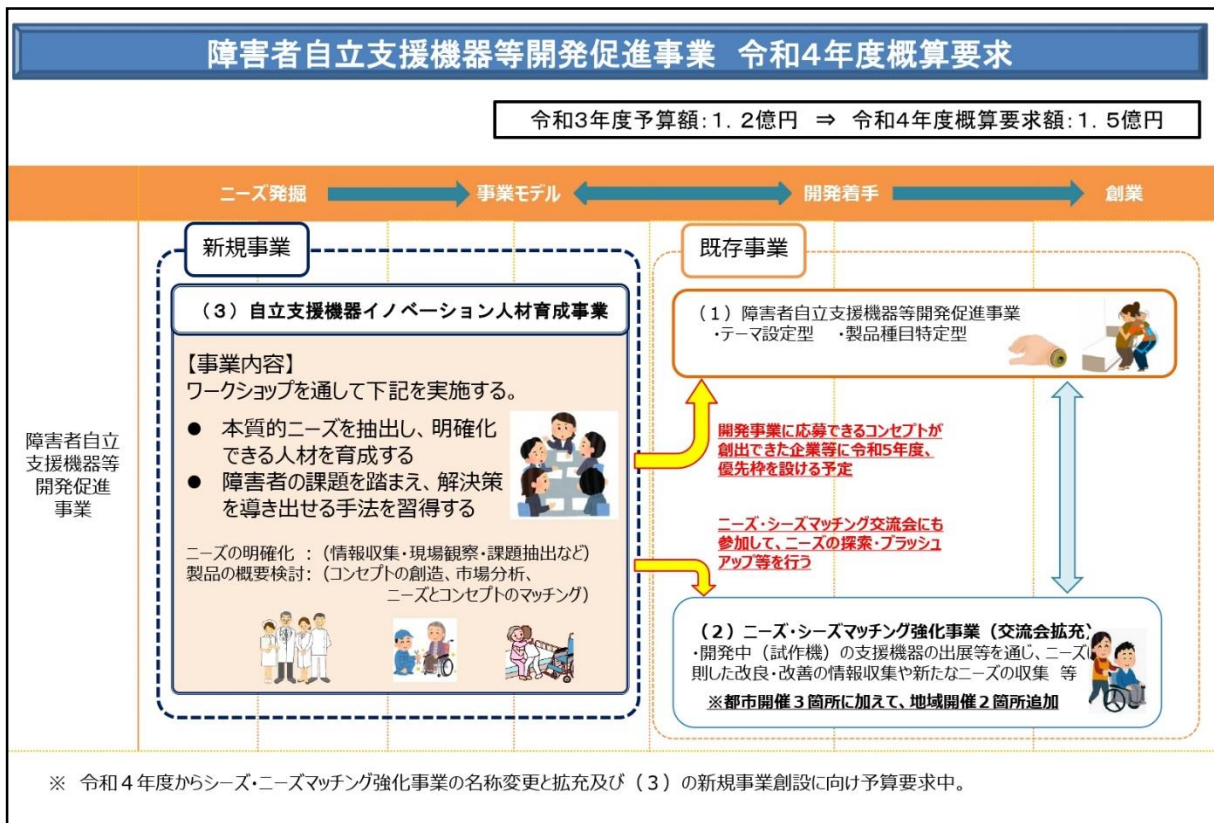 障害者自立支援機器等開発促進事業 令和4年度概算要求
令和3年度予算額:1.2億円 ⇒ 令和4年度概算要求額:1.5億円
ニーズ発掘
事業モデル
開発着手
創業
障害者自立
支援機器等
開発促進
事業
新規事業
(3)自立支援機器イノベーション人材育成事業
【事業内容】
ワークショップを通して下記を実施する。
● 本質的ニーズを抽出し、明確化
できる人材を育成する
● 障害者の課題を踏まえ、解決策
を導き出せる手法を習得する
ニーズの明確化 :(情報収集・現場観察・課題抽出など)
製品の概要検討:(コンセプトの創造、市場分析、
ニーズとコンセプトのマッチング)
既存事業
(1)障害者自立支援機器等開発促進事業
・テーマ設定型 ・製品種目特定型
開発事業に応募できるコンセプトが
創出できた企業等に令和5年度、
優先枠を設ける予定
ニーズ・シーズマッチング交流会にも
参加して、ニーズの探索・ブラッシュ
アップ等を行う
(2)ニーズ・シーズマッチング強化事業(交流会拡充)
・開発中(試作機)の支援機器の出展等を通じ、ニーズに
則した改良・改善の情報収集や新たなニーズの収集 等
※都市開催3箇所に加えて、地域開催2箇所追加
※ 令和4年度からシーズ・ニーズマッチング強化事業の名称変更と拡充及び(3)の新規事業創設に向け予算要求中。